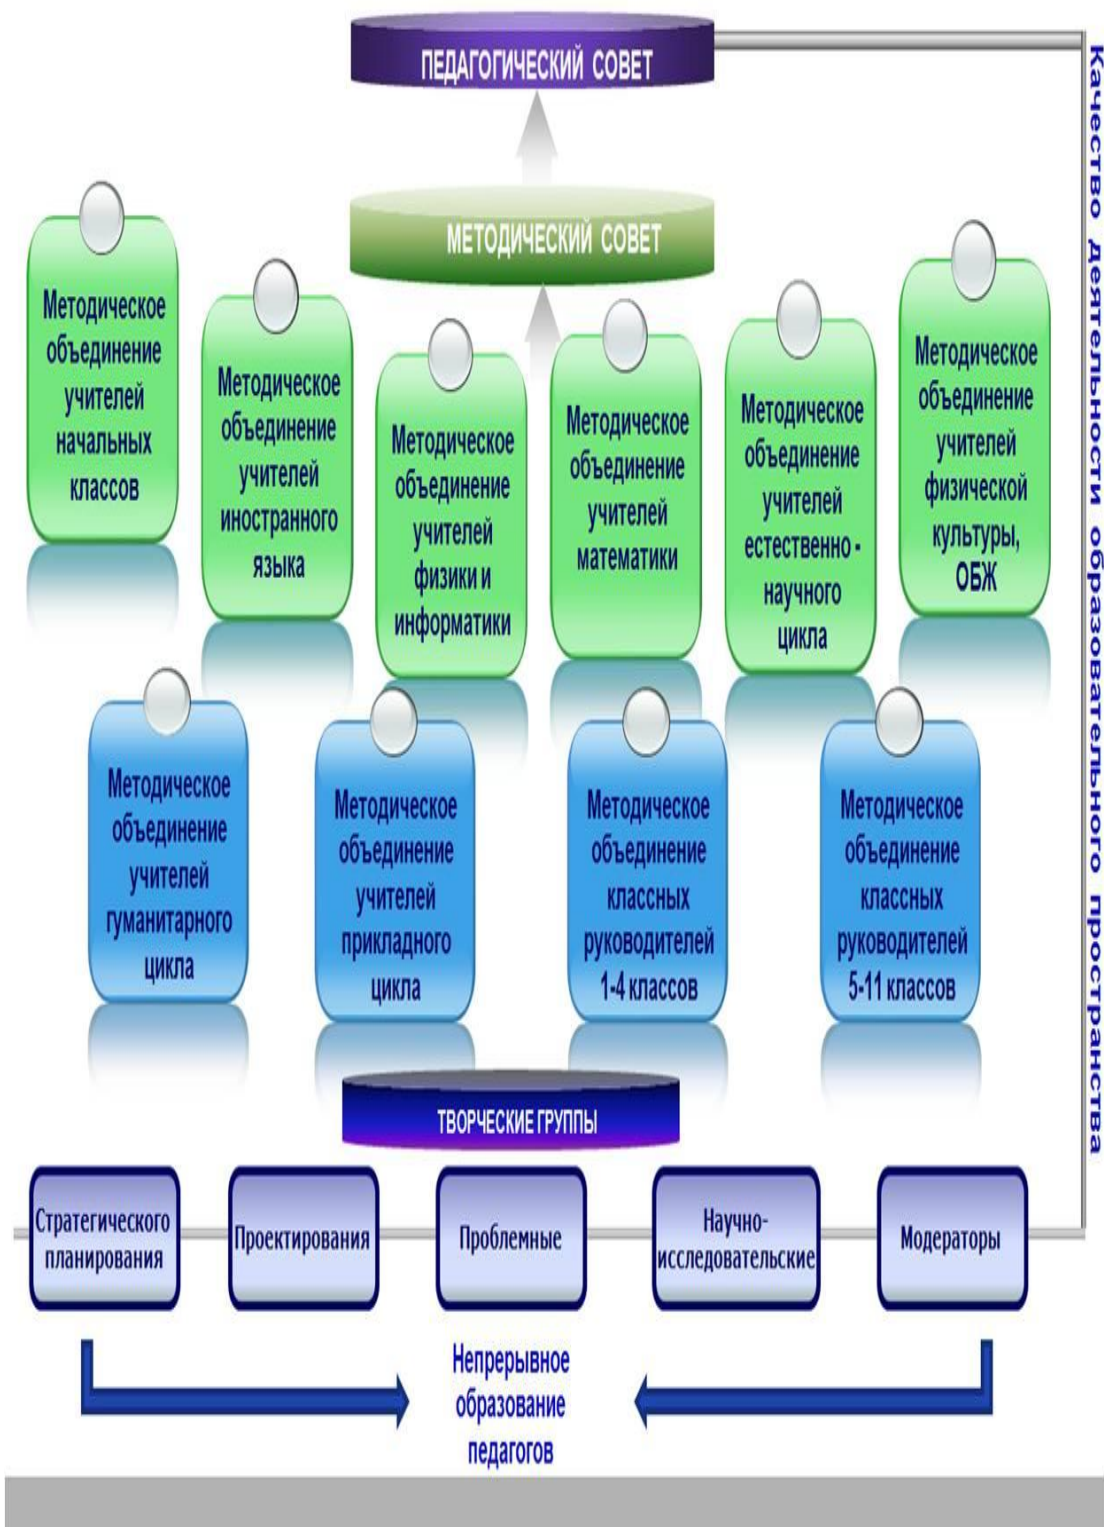 ПЕДАГОГИЧЕСКИЙ СОВЕТ
МЕТОДИЧЕСКИЙ СОВЕТ
Методическое
объединение
учителей
начальных
классов
Методическое
объединение
учителей
иностранного
языка
Методическое
объединение
учителей
физики и
информатики
Методическое
объединение
учителей
математики
Методическое
объединение
учителей
естественно -
научного
цикла
Методическое
объединение
учителей
физической
культуры,
ОБЖ
Методическое
объединение
учителей
гуманитарного
цикла
Методическое
объединение
учителей
прикладного
цикла
Методическое
объединение
классных
руководителей
1-4 классов
Методическое
объединение
классных
руководителей
5-11 классов
ТВОРЧЕСКИЕ ГРУППЫ
Стратегического
планирования
Проектирования
Проблемные
Научно-
исследовательские
Модераторы
Непрерывное
образование
педагогов
Качество деятельности образовательного пространства